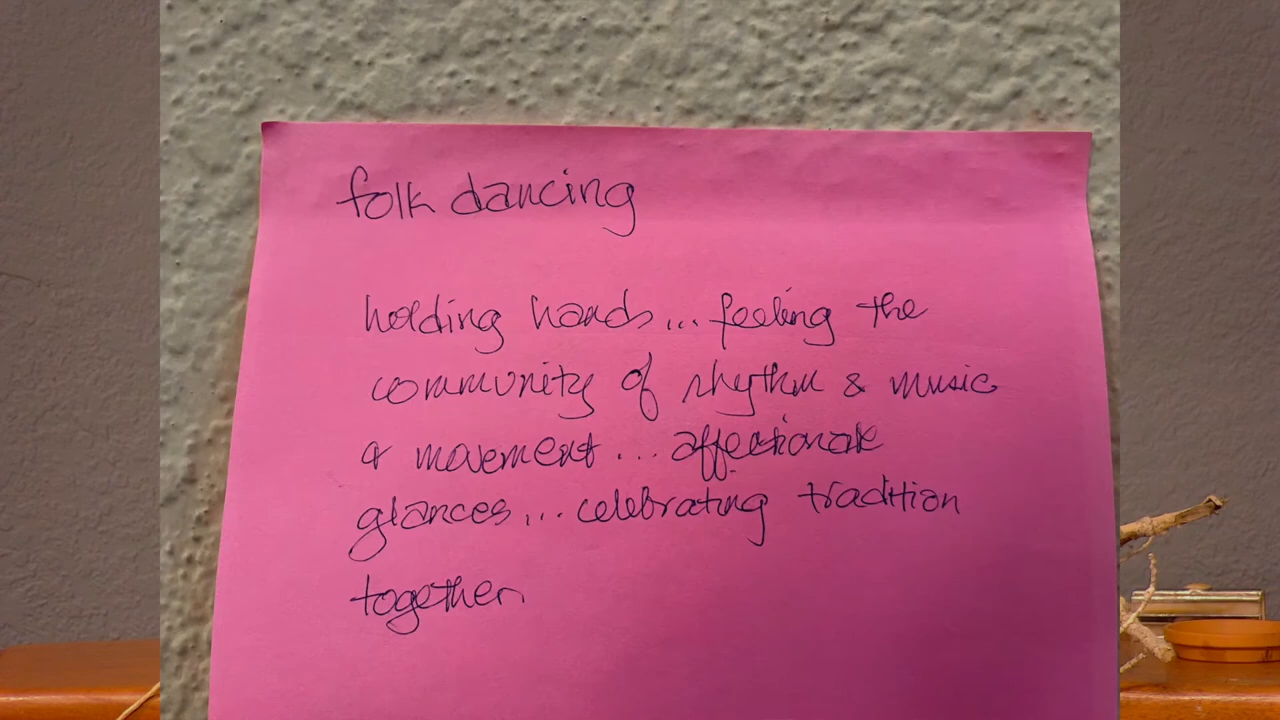 folk dancing
holding hands... feeling the
community of rhythm & music
& movement... affectionate
glances... celebrating tradition
together